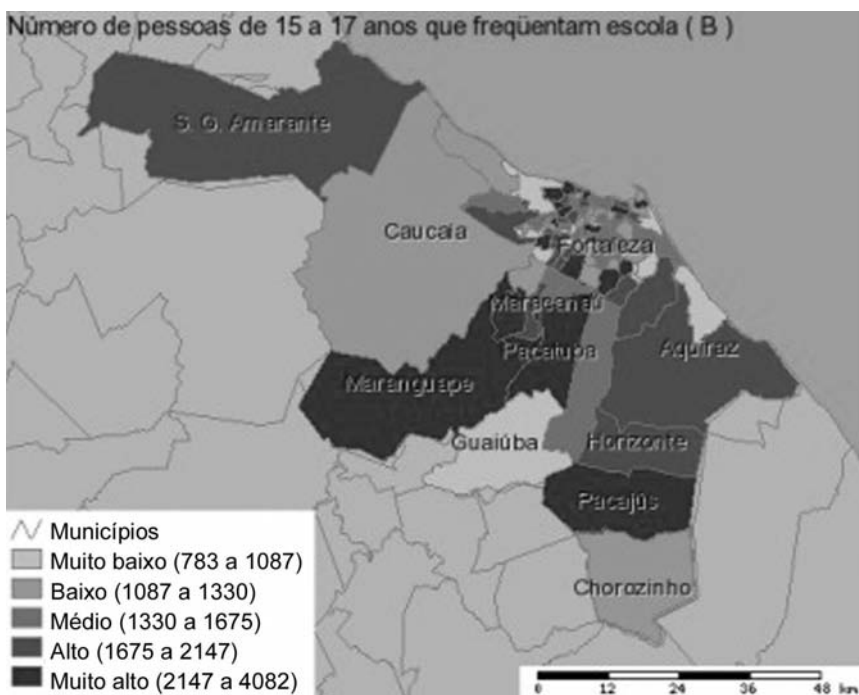 Número de pessoas de 15 a 17 anos que freqüentam escola ( B )
S. G. Amarante
Caucaia
Fortaleza
Maracanaú
Pacatuba
Aquiraz
Maranguape
Guaiúba
Horizonte
Pacajús
Chorozinho
Municípios
Muito baixo (783 a 1087)
Baixo (1087 a 1330)
Médio (1330 a 1675)
Alto (1675 a 2147)
Muito alto (2147 a 4082)
0 12 24 36 48 km